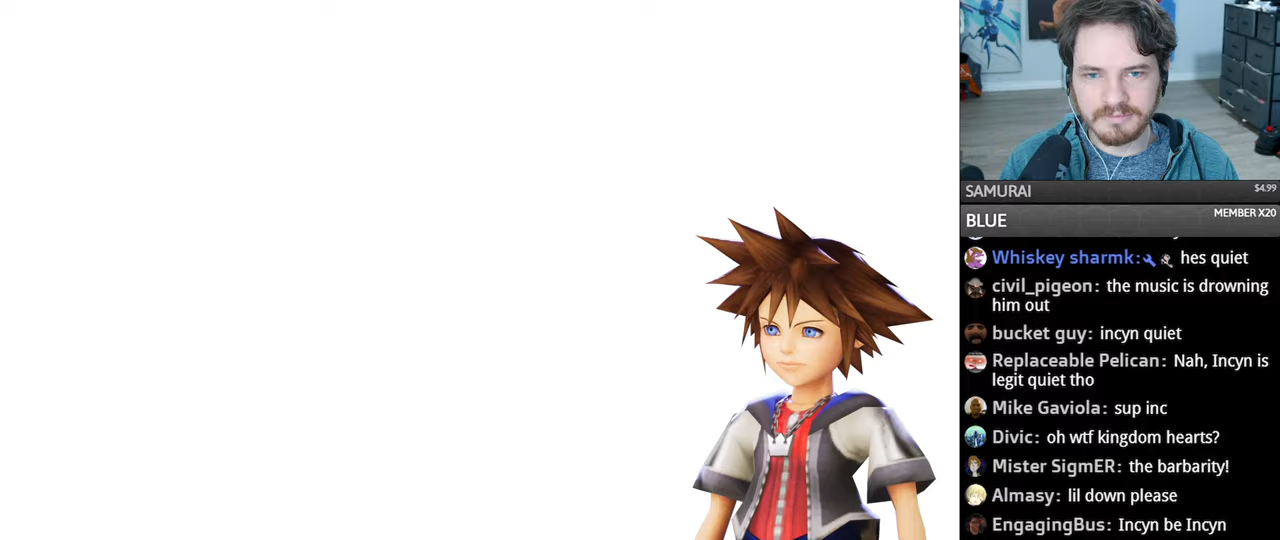 SAMURAI
$4.99
BLUE
MEMBER X20
Whiskey sharmk: hes quiet
civil_pigeon: the music is drowning
him out
bucket guy: incyn quiet
Replaceable Pelican: Nah, Incyn is
legit quiet tho
Mike Gaviola: sup inc
Divic: oh wtf kingdom hearts?
Mister SigmER: the barbarity!
Almasy: lil down please
EngagingBus: Incyn be Incyn